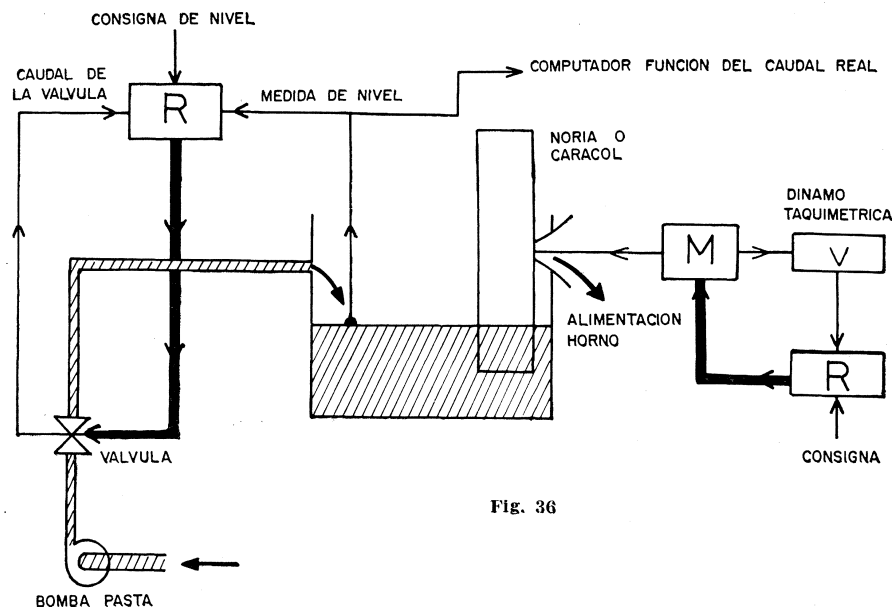 CONSIGNA DE NIVEL
CAUDAL DE
LA VALVULA
R
MEDIDA DE NIVEL
COMPUTADOR FUNCION DEL CAUDAL REAL
NORIA O
CARACOL
DINAMO
TAQUIMETRICA
M
V
ALIMENTACION
HORNO
R
CONSIGNA
VALVULA
Fig. 36
BOMBA PASTA